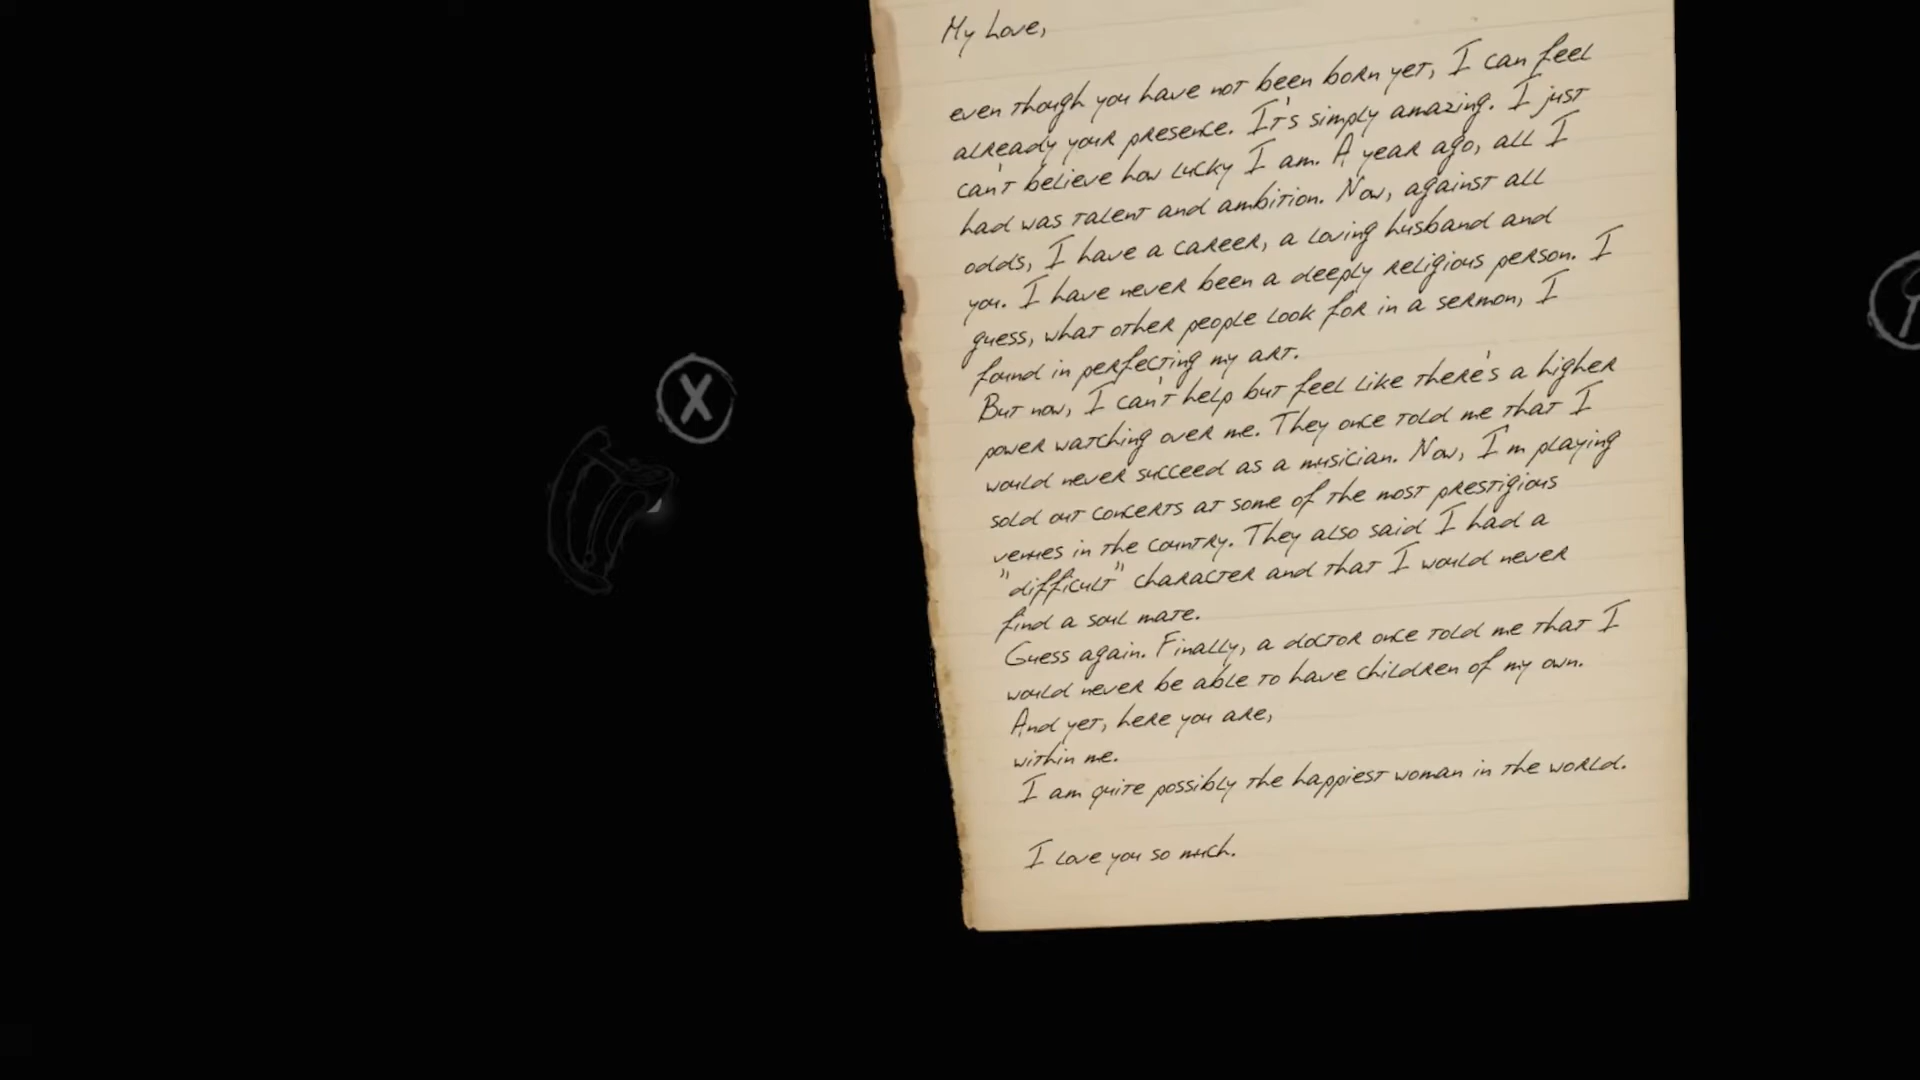 My Love,
even though you have not been born yet, I can feel
already your presence. It's simply amazing. I just
can't believe how lucky I am. A year ago, all I
had was talent and ambition. Now, against all
odds, I have a career, a loving husband and
you. I have never been a deeply religious person. I
guess, what other people look for in a sermon, I
found in perfecting my art.
But now, I can't help but feel like there's a higher
power watching over me. They once told me that I
would never succeed as a musician. Now, I'm playing
sold out concerts at some of the most prestigious
venues in the country. They also said I had a
"difficult" character and that I would never
find a soul mate.
Guess again. Finally, a doctor once told me that I
would never be able to have children of my own.
And yet, here you are,
within me.
I am quite possibly the happiest woman in the world.
I love you so much.
X